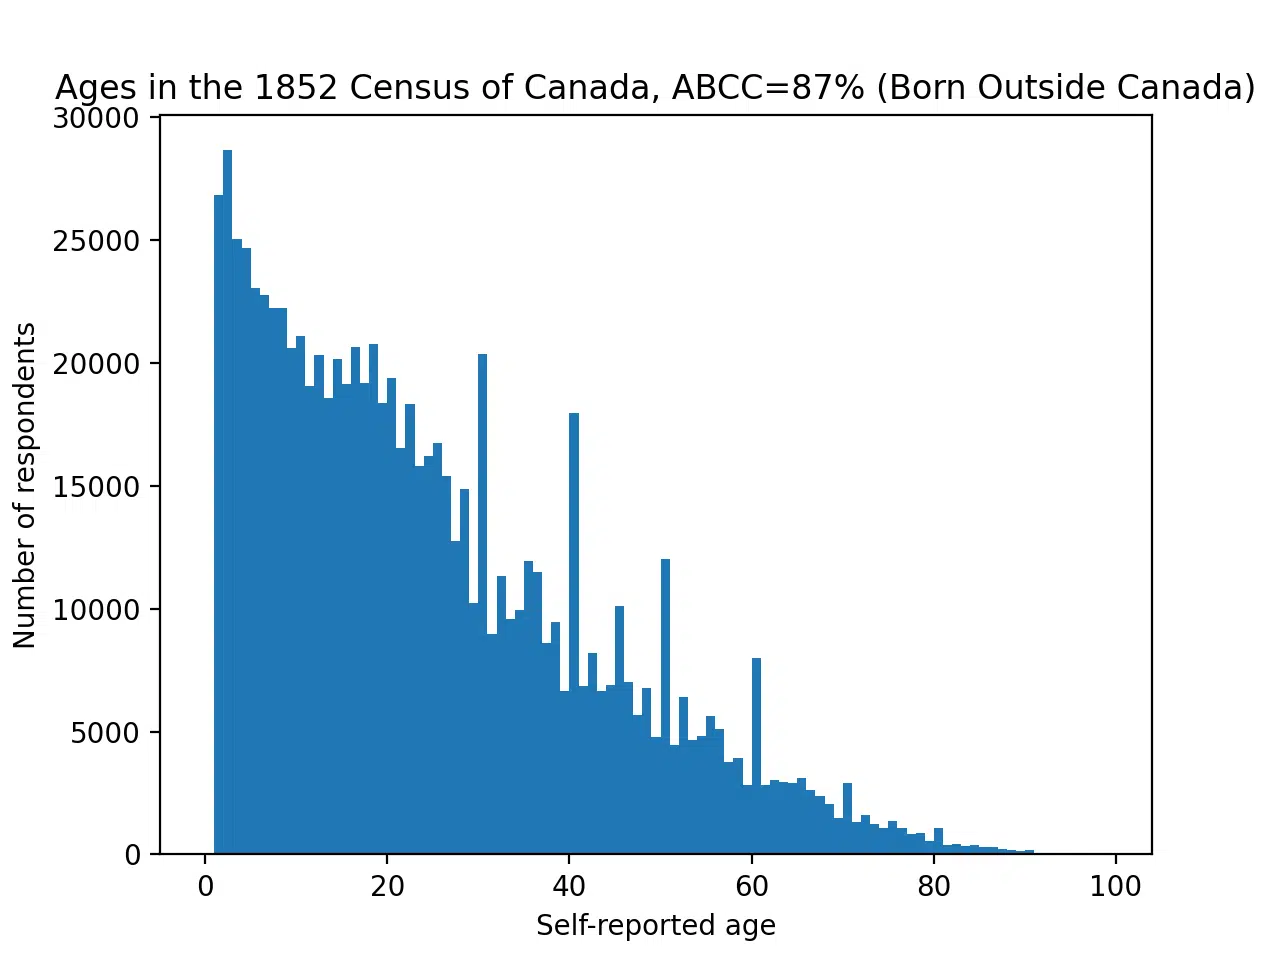 Ages in the 1852 Census of Canada, ABCC=87% (Born Outside Canada)
30000
25000
20000
15000
10000
5000
0
Number of respondents
0 20 40 60 80 100
Self-reported age